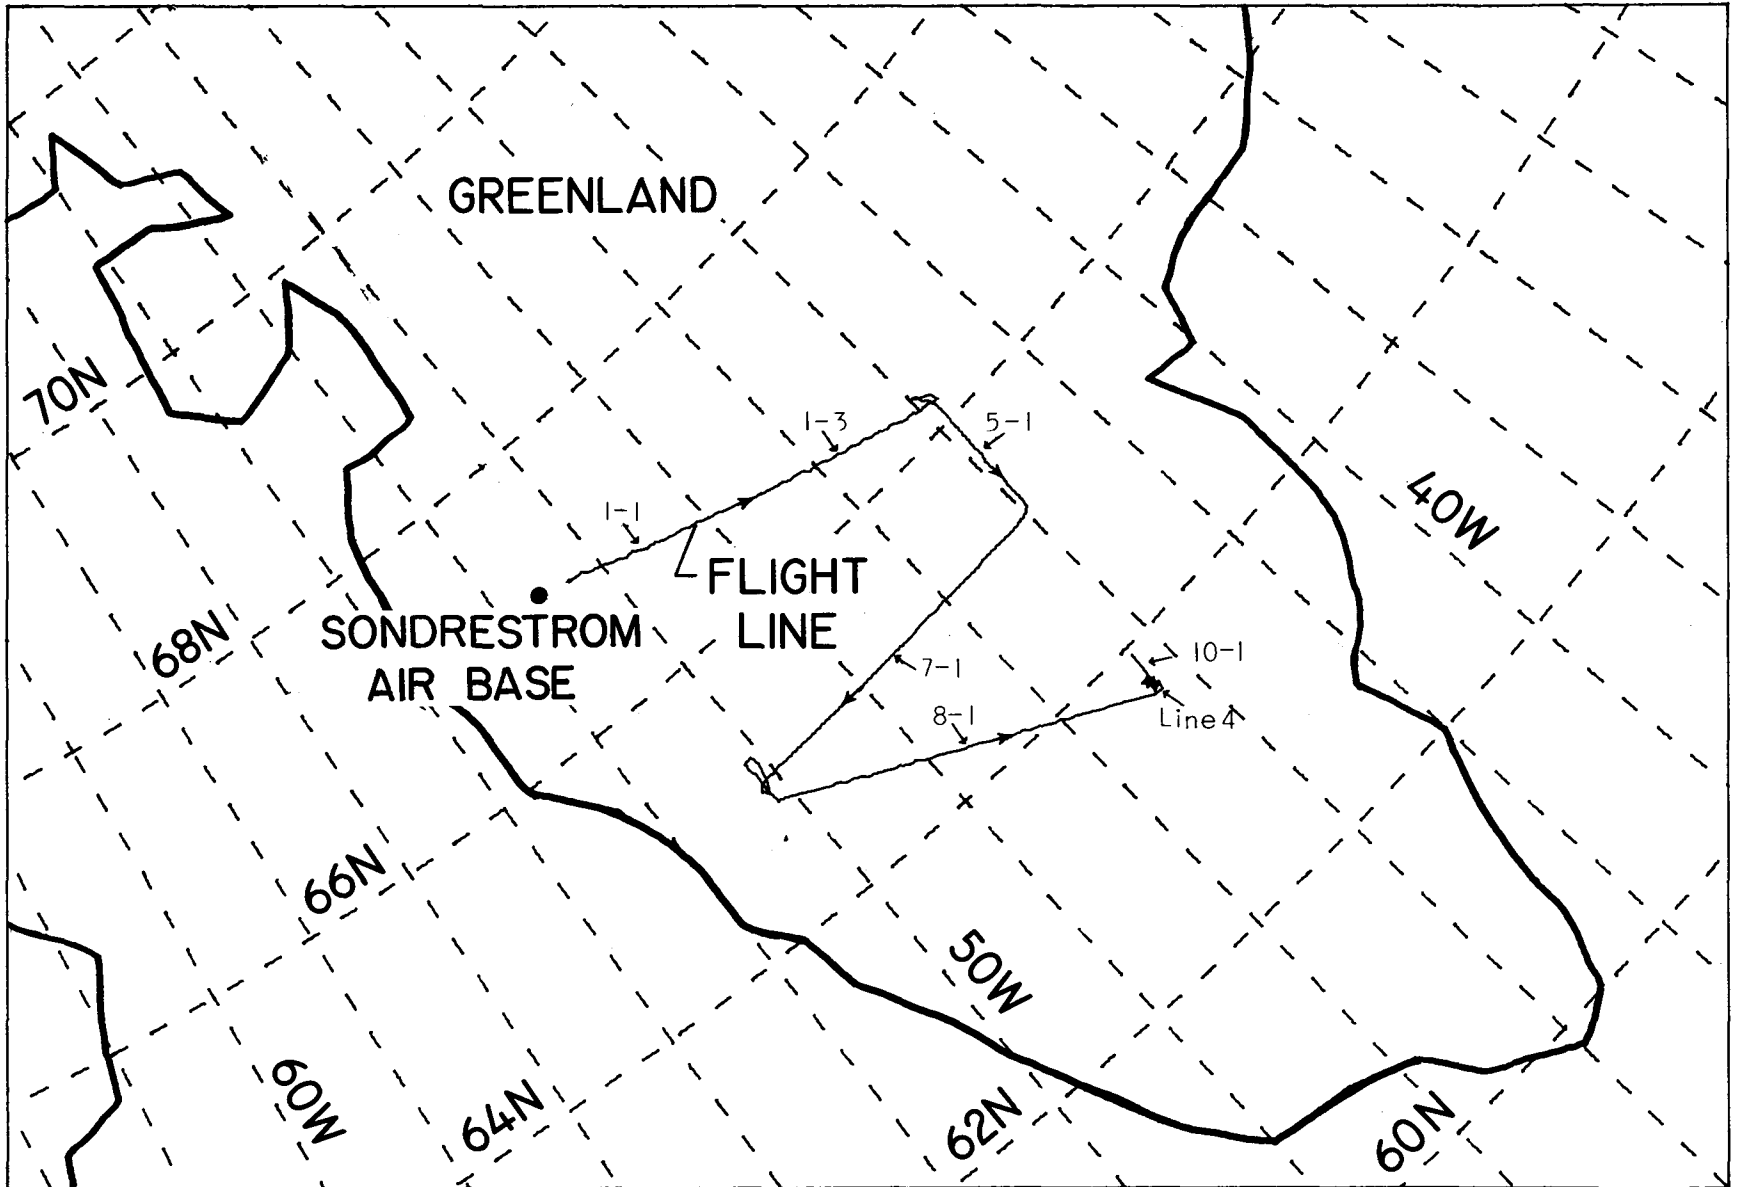 GREENLAND
70N
1-3
5-1
40W
1-1
FLIGHT
LINE
SONDRESTROM
AIR BASE
68N
7-1
10-1
8-1
Line 4
66N
50W
60W
64N
62N
60N